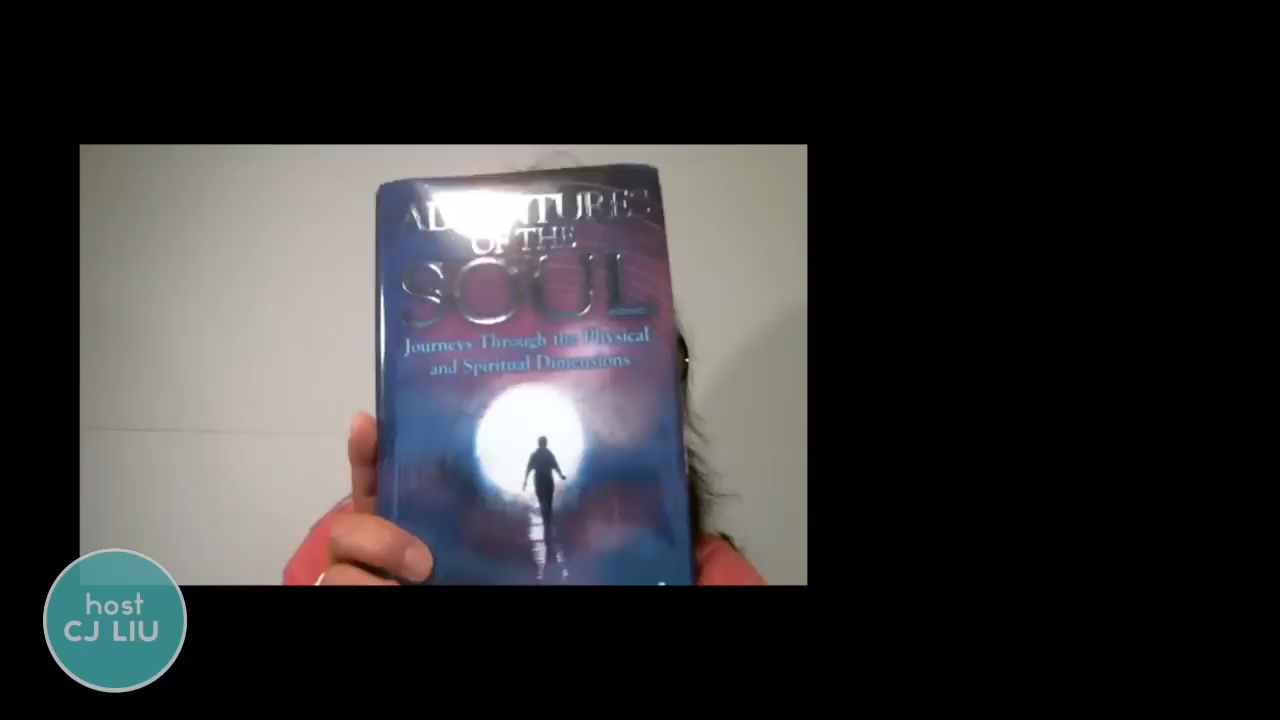 ADVENTURES
OF THE
SOUL
Journeys Through the Physical
and Spiritual Dimensions
host
CJ LIU